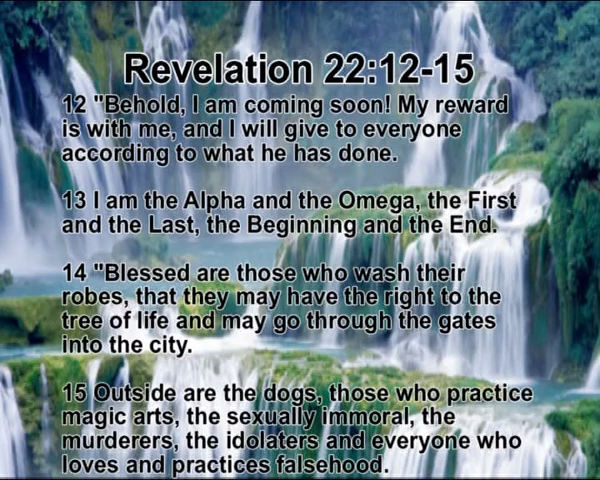 Revelation 22:12-15
12 "Behold, I am coming soon! My reward
is with me, and I will give to everyone
according to what he has done.
13 I am the Alpha and the Omega, the First
and the Last, the Beginning and the End.
14 "Blessed are those who wash their
robes, that they may have the right to the
tree of life and may go through the gates
into the city.
15 Outside are the dogs, those who practice
magic arts, the sexually immoral, the
murderers, the idolaters and everyone who
loves and practices falsehood.